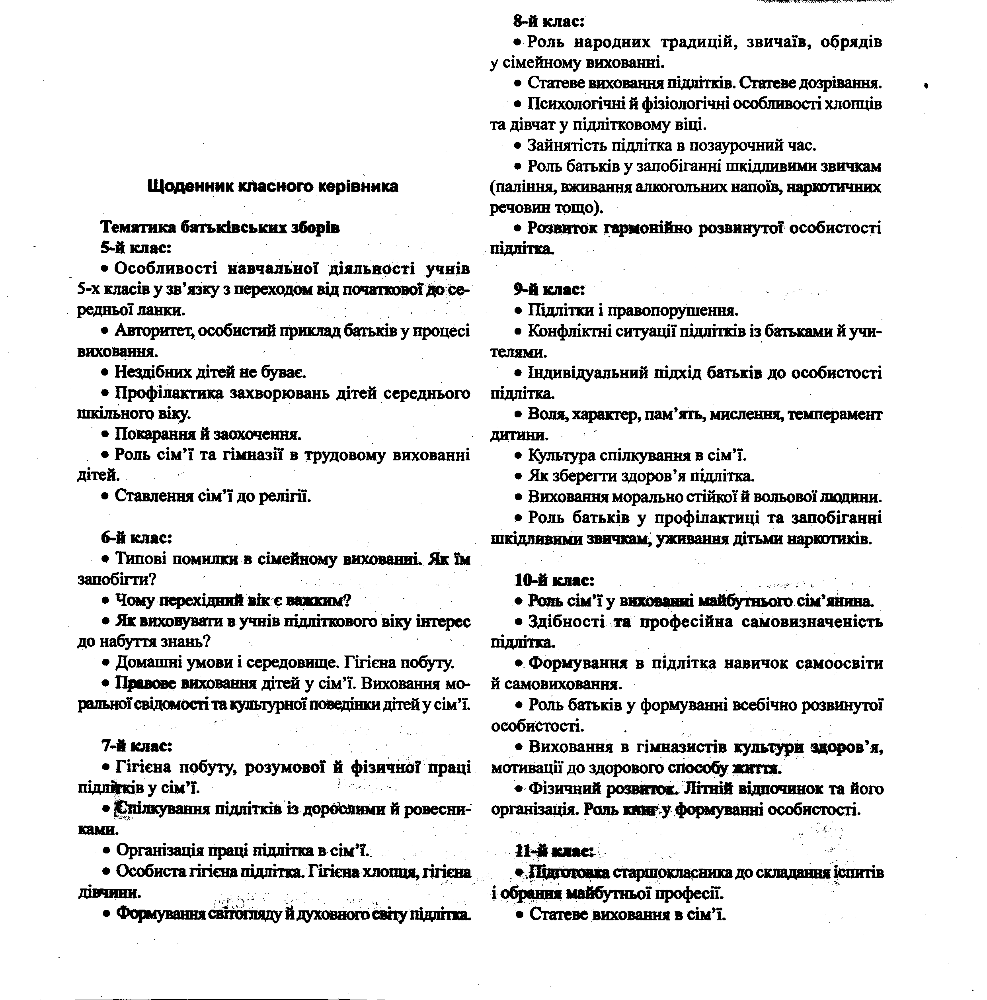 Щоденник класного керівника
Тематика батьківських зборів
5-й клас:
• Особливості навчальної діяльності учнів
5-х класів у зв’язку з переходом від початкової до се-
редньої ланки.
• Авторитет, особистий приклад батьків у процесі
виховання.
• Нездібних дітей не буває.
• Профілактика захворювань дітей середнього
шкільного віку.
• Покарання й заохочення.
• Роль сім’ї та гімназії в трудовому вихованні
дітей.
• Ставлення сім’ї до релігії.
6-й клас:
• Типові помилки в сімейному вихованні. Як їм
запобігти?
• Чому перехідний вік є важким?
• Як виховувати в учнів підліткового віку інтерес
до набуття знань?
• Домашні умови і середовище. Гігієна побуту.
• Правове виховання дітей у сім’ї. Виховання мо-
ральної свідомості та культурної поведінки дітей у сім’ї.
7-й клас:
• Гігієна побуту, розумової й фізичної праці
підлітків у сім’ї.
• Спілкування підлітків із дорослими й ровесни-
ками.
• Організація праці підлітка в сім’ї.
• Особиста гігієна підлітка. Гігієна хлопця, гігієна
дівчини.
• Формування світогляду й духовного світу підлітка.
8-й клас:
• Роль народних традицій, звичаїв, обрядів
у сімейному вихованні.
• Статеве виховання підлітків. Статеве дозрівання.
• Психологічні й фізіологічні особливості хлопців
та дівчат у підлітковому віці.
• Зайнятість підлітка в позаурочний час.
• Роль батьків у запобіганні шкідливими звичкам
(паління, вживання алкогольних напоїв, наркотичних
речовин тощо).
• Розвиток гармонійно розвинутої особистості
підлітка.
9-й клас:
• Підлітки і правопорушення.
• Конфліктні ситуації підлітків із батьками й учи-
телями.
• Індивідуальний підхід батьків до особистості
підлітка.
• Воля, характер, пам’ять, мислення, темперамент
дитини.
• Культура спілкування в сім’ї.
• Як зберегти здоров’я підлітка.
• Виховання морально стійкої й вольової людини.
• Роль батьків у профілактиці та запобіганні
шкідливими звичкам, уживання дітьми наркотиків.
10-й клас:
• Роль сім’ї у вихованні майбутнього сім’янина.
• Здібності та професійна самовизначеність
підлітка.
• Формування в підлітка навичок самоосвіти
й самовиховання.
• Роль батьків у формуванні всебічно розвинутої
особистості.
• Виховання в гімназистів культури здоров’я,
мотивації до здорового способу життя.
• Фізичний розвиток. Літній відпочинок та його
організація. Роль книг у формуванні особистості.
11-й клас:
• Підготовка старшокласника до складання іспитів
і обрання майбутньої професії.
• Статеве виховання в сім’ї.